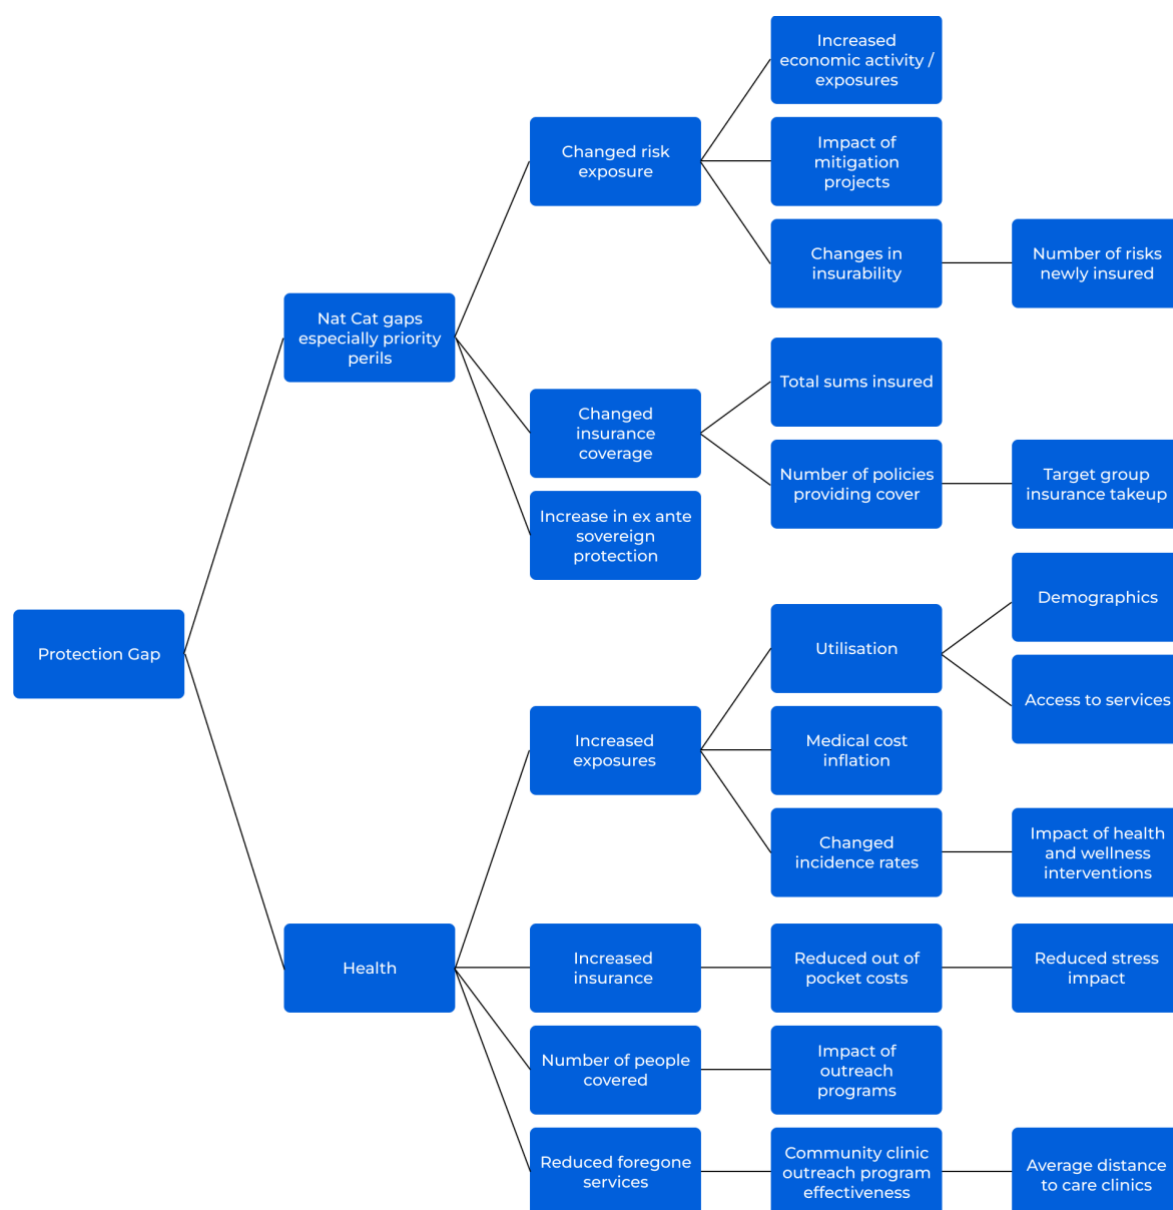 Increased
economic activity /
exposures
Changed risk
exposure
Impact of
mitigation
projects
Changes in
insurability
Number of risks
newly insured
Nat Cat gaps
especially priority
perils
Total sums insured
Changed
insurance
coverage
Number of policies
providing cover
Target group
insurance takeup
Increase in ex ante
sovereign
protection
Protection Gap
Demographics
Utilisation
Access to services
Increased
exposures
Medical cost
inflation
Changed
incidence rates
Impact of health
and wellness
interventions
Health
Increased
insurance
Reduced out of
pocket costs
Reduced stress
impact
Number of people
covered
Impact of
outreach
programs
Reduced foregone
services
Community clinic
outreach program
effectiveness
Average distance
to care clinics